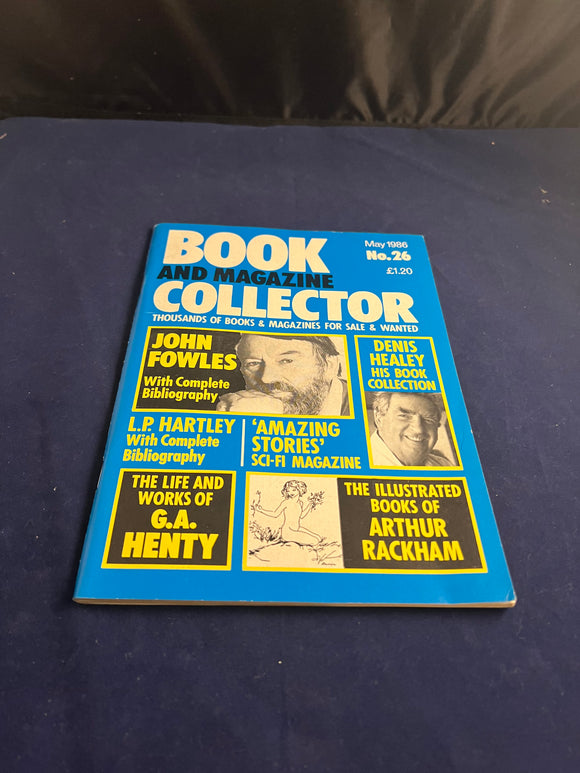 BOOK
AND MAGAZINE
COLLECTOR
May 1986
No.26
£1.20
THOUSANDS OF BOOKS & MAGAZINES FOR SALE & WANTED
JOHN
FOWLES
With Complete
Bibliography
DENIS
HEALEY
HIS BOOK
COLLECTION
L.P. HARTLEY
With Complete
Bibliography
'AMAZING
STORIES'
SCI-FI MAGAZINE
THE LIFE AND
WORKS OF
G.A.
HENTY
THE ILLUSTRATED
BOOKS OF
ARTHUR
RACKHAM